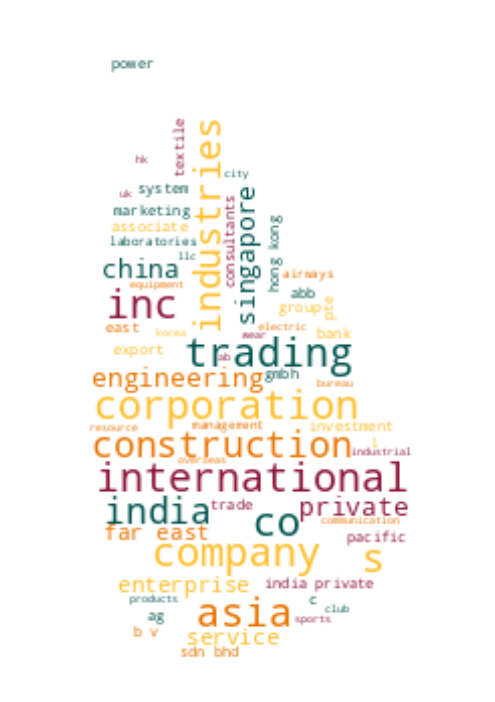 power
textile
industries
hk
city
uk
system
consultants
singapore
marketing
hong kong
associate
laboratories
llc
china
airways
equipment
abb
inc
group
pte
east
korea
electric
wear
bank
trading
export
ab
engineering
gmbh
bureau
corporation
resource
management
investment
construction
i
industrial
overseas
international
india
trade
private
co
communication
far east
pacific
company
s
enterprise
india private
products
c
asia
club
ag
sports
b v
service
sdn bhd